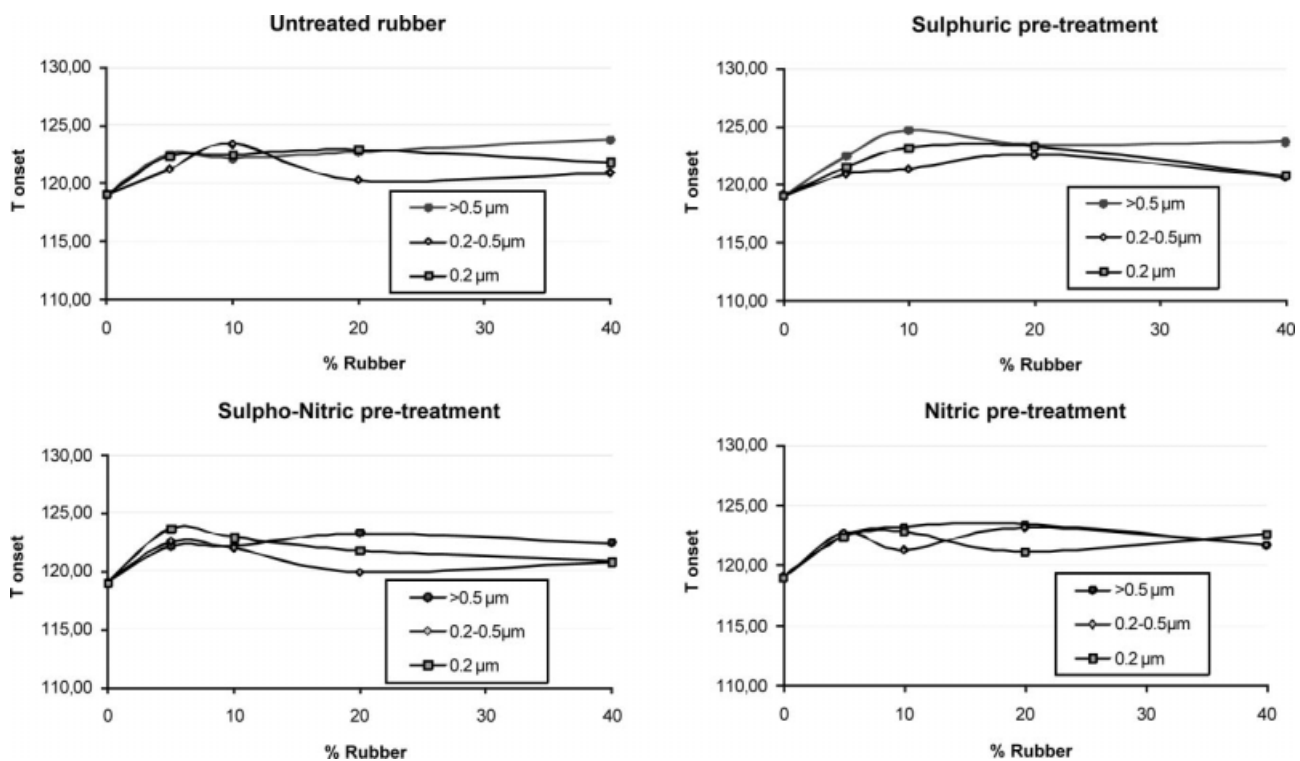 Untreated rubber
130,00
125,00
120,00
115,00
110,00
T onset
>0.5 µm
0.2-0.5µm
0.2 µm
0 10 20 30 40
% Rubber
Sulphuric pre-treatment
130,00
125,00
120,00
115,00
110,00
T onset
>0.5 µm
0.2-0.5µm
0.2 µm
0 10 20 30 40
% Rubber
Sulpho-Nitric pre-treatment
130,00
125,00
120,00
115,00
110,00
T onset
>0.5 µm
0.2-0.5µm
0.2 µm
0 10 20 30 40
% Rubber
Nitric pre-treatment
130,00
125,00
120,00
115,00
110,00
T onset
>0.5 µm
0.2-0.5µm
0.2 µm
0 10 20 30 40
% Rubber